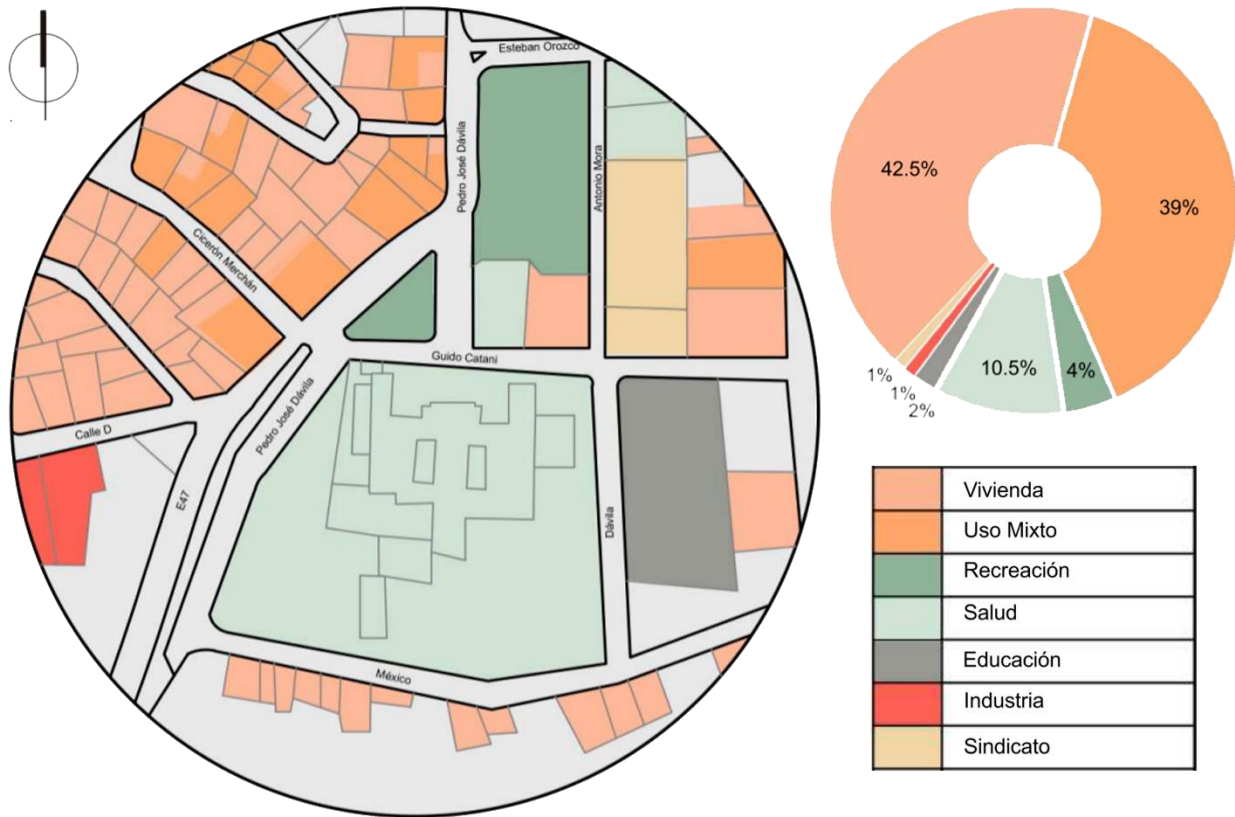 Esteban Orozco
Pedro José Dávila
Antonio Mora
Cicerón Merchán
Guido Catani
Pedro José Dávila
Calle D
E47
Dávila
México
42.5%
39%
10.5%
4%
1%
1%
2%
Vivienda
Uso Mixto
Recreación
Salud
Educación
Industria
Sindicato